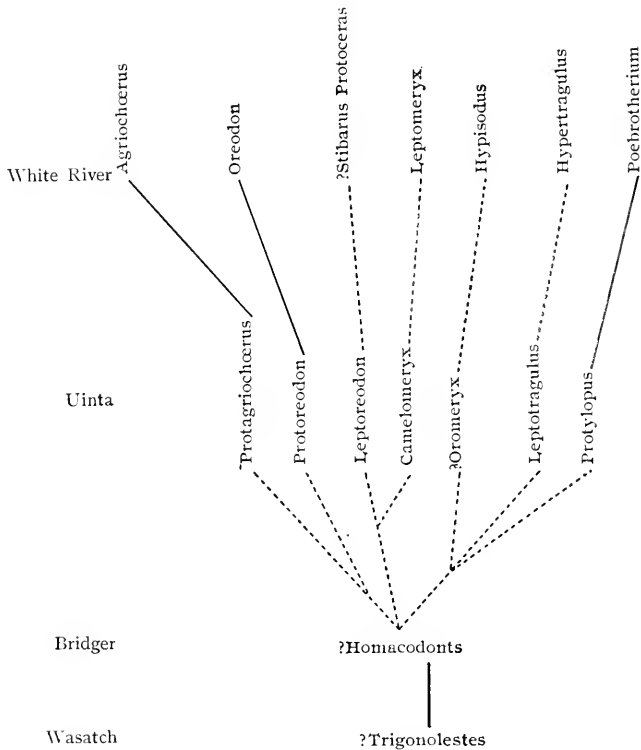 White River
Agriochœrus
Oreodon
?Stibarus Protoceras
Leptomeryx.
Hypisodus
Hypertragulus
Poebrotherium
Uinta
Protagriochœrus
Protoreodon
Leptoreodon
Camelomeryx
?Oromeryx
Leptotragulus
Protylopus
Bridger
?Homacodonts
Wasatch
?Trigonolestes